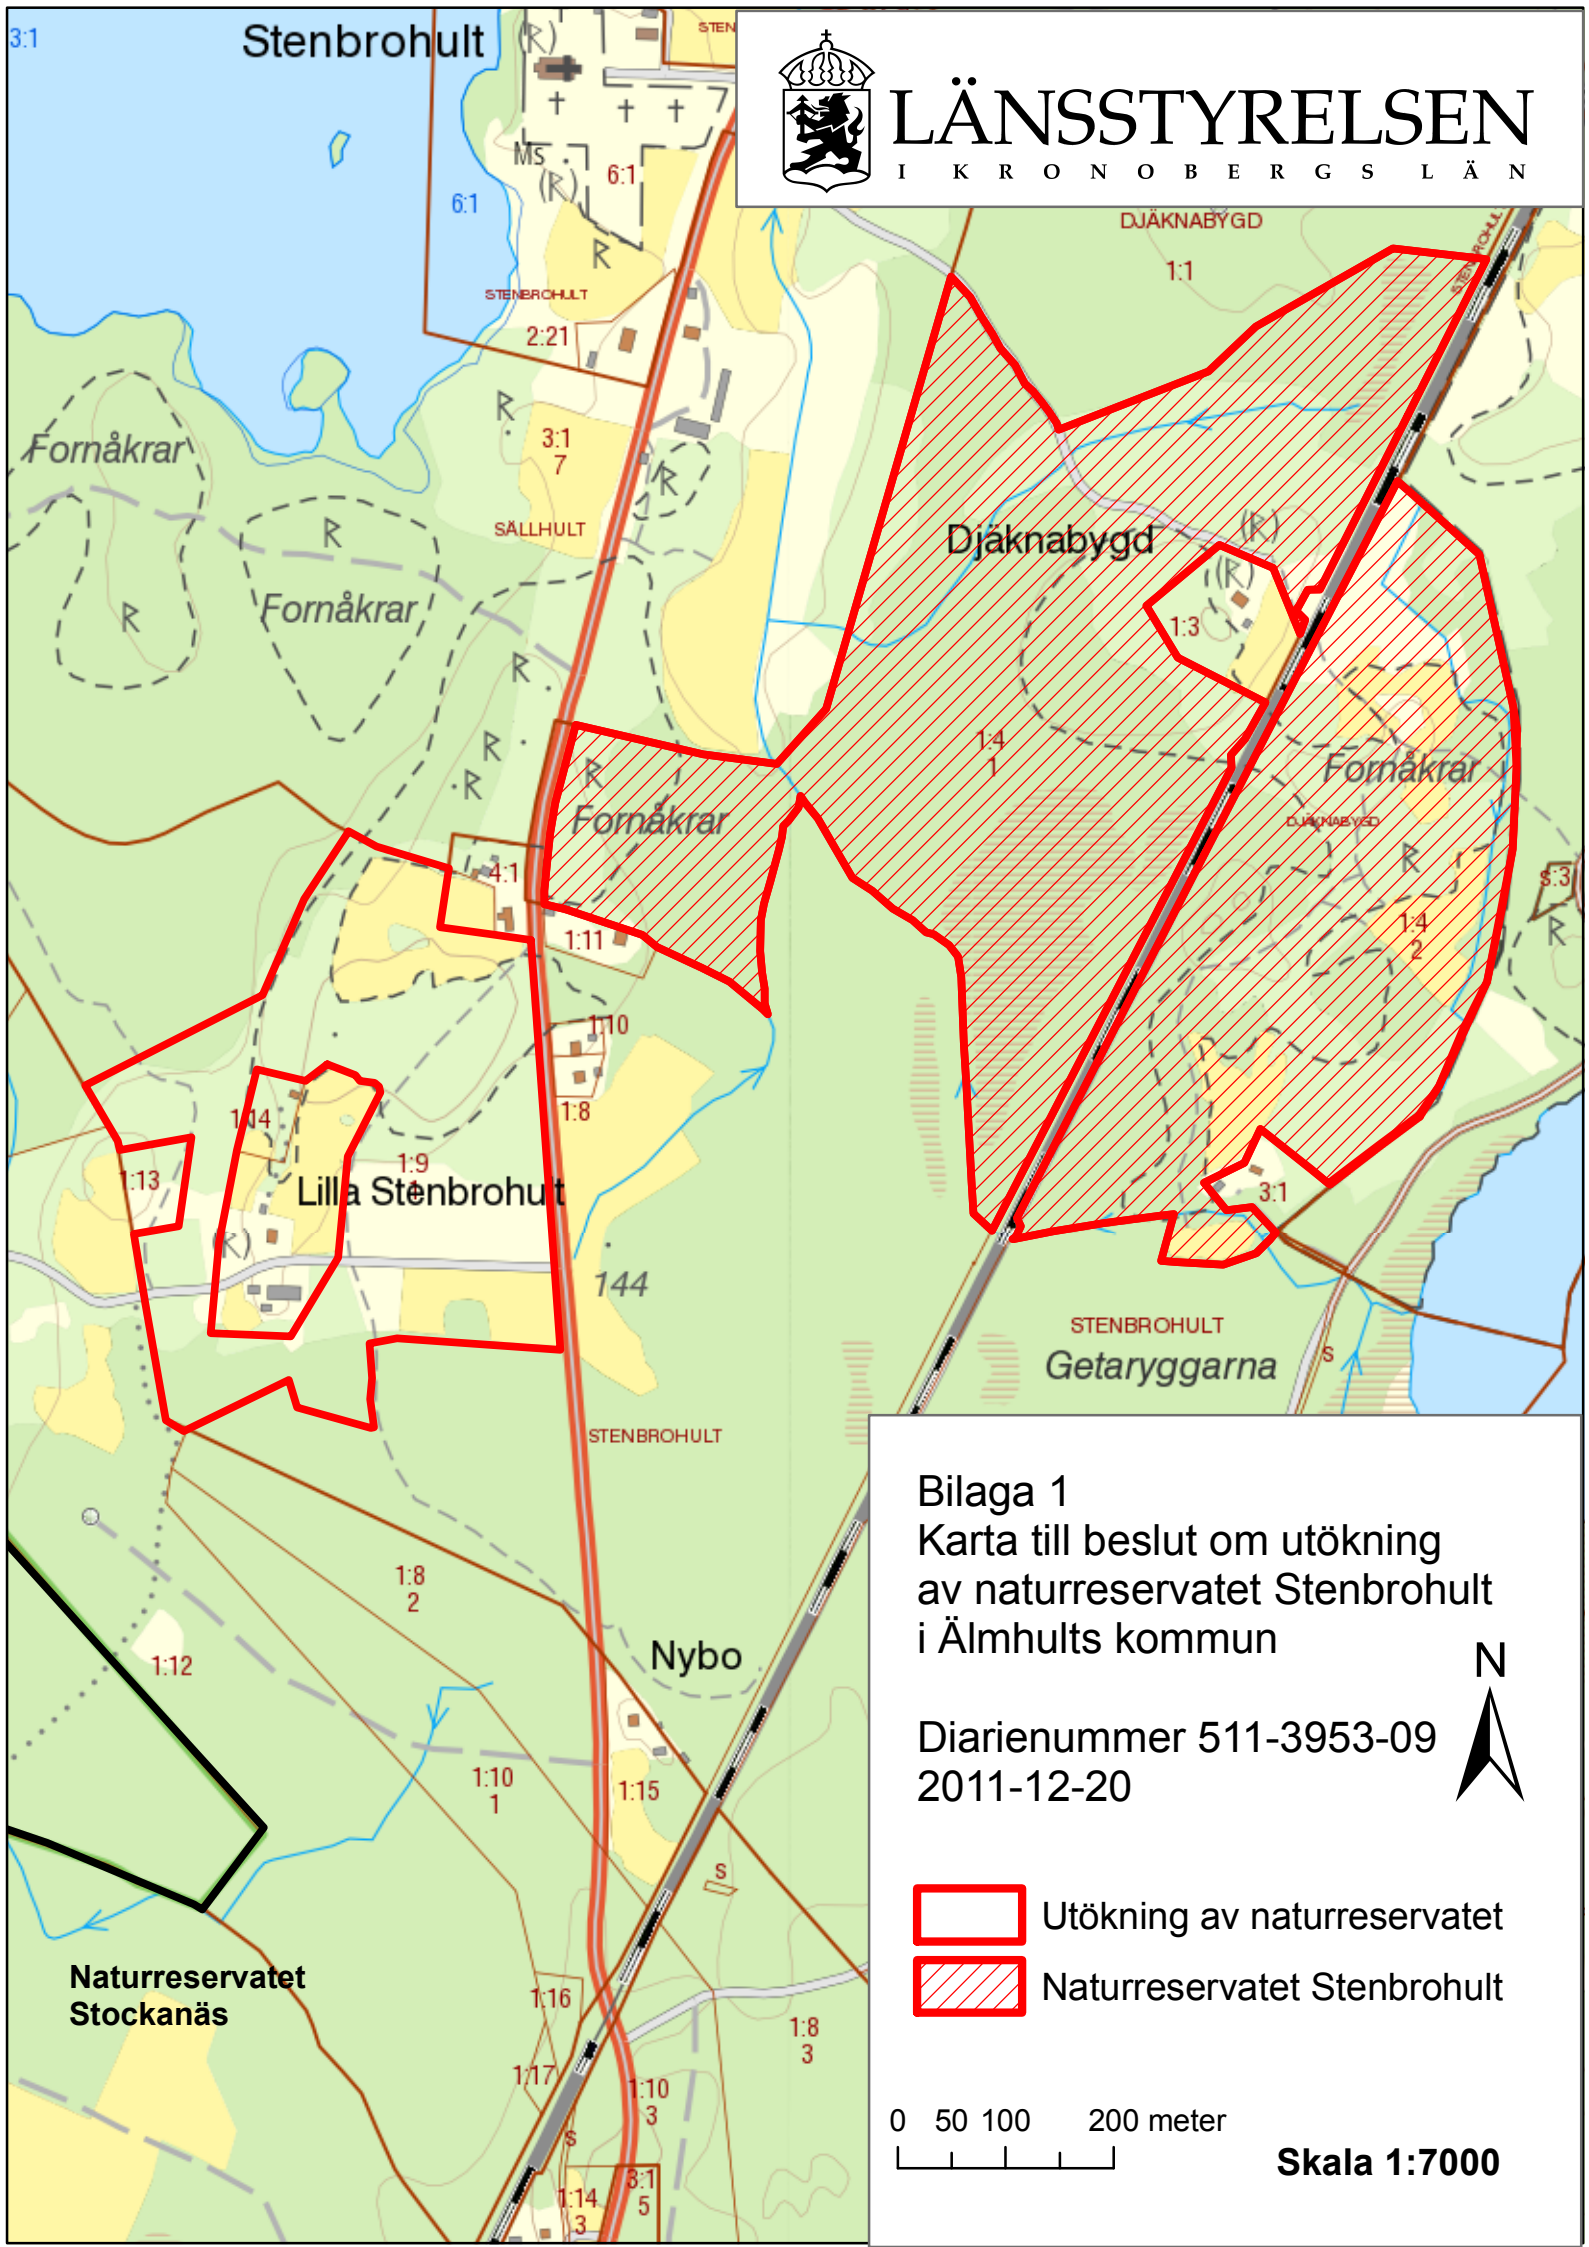 3:1
Stenbrohult
(R)
STEN
LÄNSSTYRELSEN
I KRONOBERGS LÄN
Ms
(R)
6:1
6:1
R
DJÄKNABYGD
1:1
STENBROHULT
STENBROHULT
2:21
R
3:1
7
Fornåkrar
R
SÄLLHULT
R
Djäknabygd
(R)
(R)
Fornåkrar
R
1:3
R
R
R
1:4
1
R
Fornåkrar
Fornåkrar
DJÄKNABYGD
R
4:1
s:3
1:11
1:4
2
R
1:10
1:8
1:14
1:9
1
1:13
Lilla Stenbrohult
3:1
(R)
144
STENBROHULT
Getaryggarna
s
STENBROHULT
Bilaga 1
Karta till beslut om utökning
av naturreservatet Stenbrohult
i Älmhults kommun
N
Diarienummer 511-3953-09
2011-12-20
1:8
2
Nybo
1:12
1:10
1
1:15
s
Utökning av naturreservatet
Naturreservatet Stenbrohult
Naturreservatet
Stockanäs
1:16
1:8
3
1:17
1:10
3
s
3:1
5
1:14
3
0 50 100 200 meter
Skala 1:7000